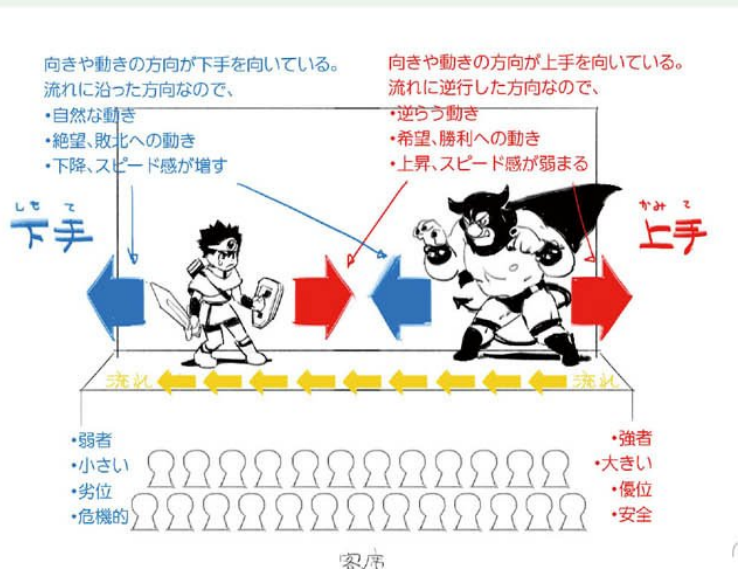 向きや動きの方向が下手を向いている。
流れに沿った方向なので、
・自然な動き
・絶望、敗北への動き
・下降、スピード感が増す
向きや動きの方向が上手を向いている。
流れに逆行した方向なので、
・逆らう動き
・希望、勝利への動き
・上昇、スピード感が弱まる
しもて
下手
かみて
上手
流れ
流れ
・弱者
・小さい
・劣位
・危機的
・強者
・大きい
・優位
・安全
客席